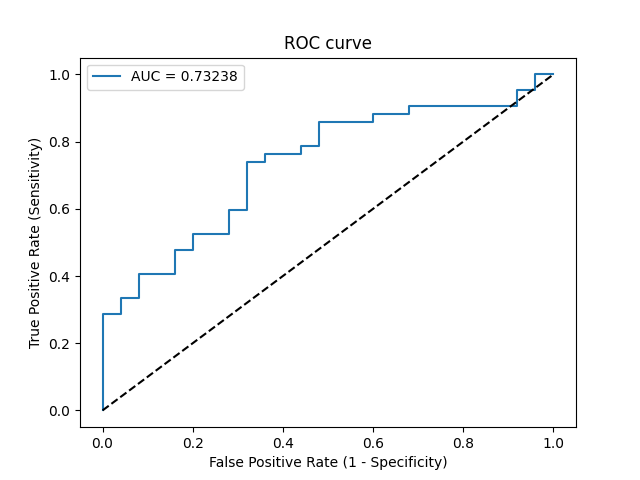 ROC curve
AUC = 0.73238
True Positive Rate (Sensitivity)
1.0
0.8
0.6
0.4
0.2
0.0
0.0 0.2 0.4 0.6 0.8 1.0
False Positive Rate (1 - Specificity)